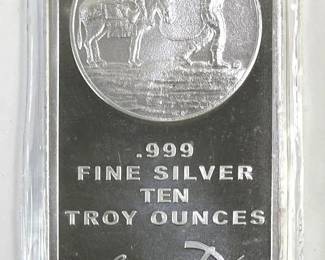 .999
FINE SILVER
TEN
TROY OUNCES